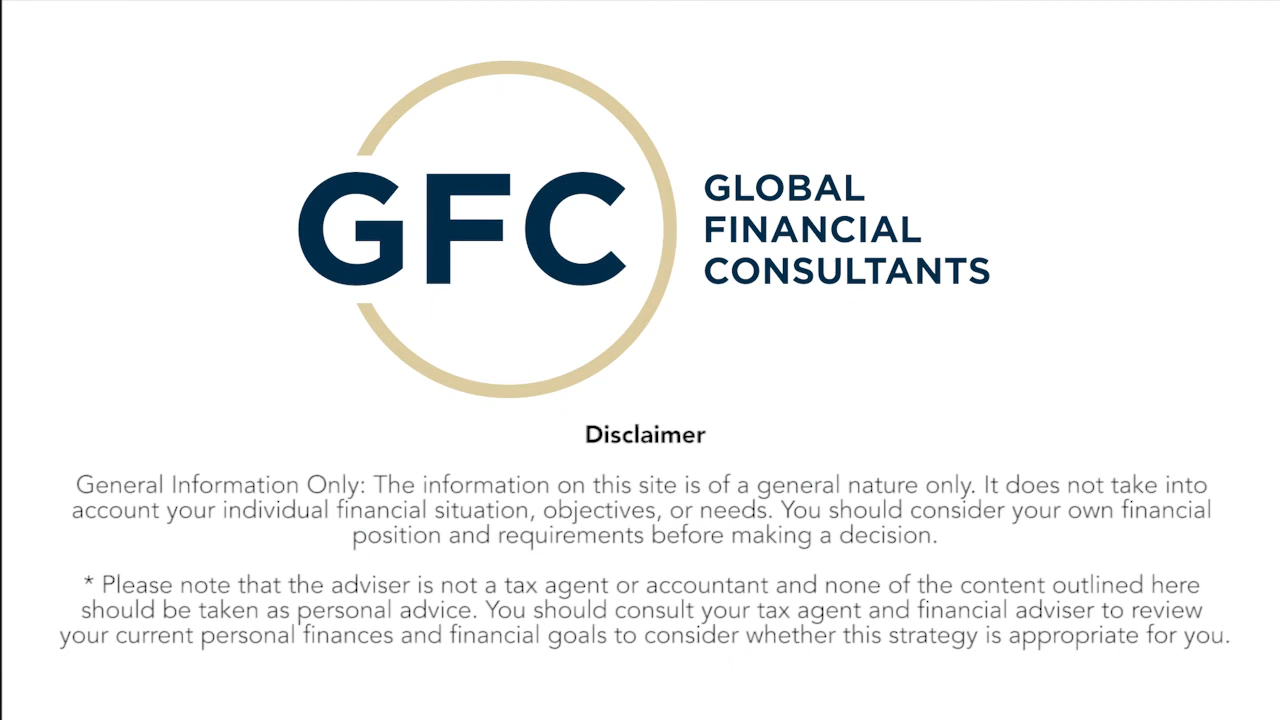 GFC
GLOBAL
FINANCIAL
CONSULTANTS
Disclaimer
General Information Only: The information on this site is of a general nature only. It does not take into
account your individual financial situation, objectives, or needs. You should consider your own financial
position and requirements before making a decision.
* Please note that the adviser is not a tax agent or accountant and none of the content outlined here
should be taken as personal advice. You should consult your tax agent and financial adviser to review
your current personal finances and financial goals to consider whether this strategy is appropriate for you.